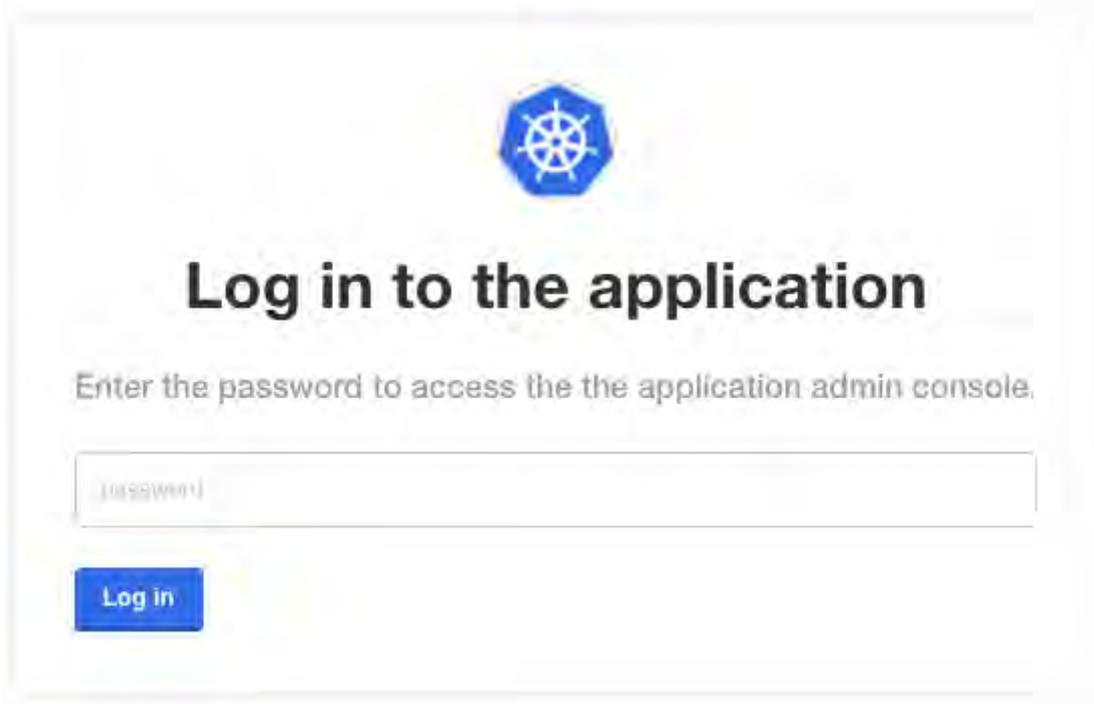 Log in to the application
Enter the password to access the the application admin console.
password
Log in